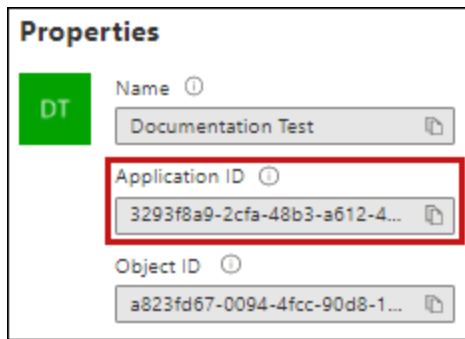 Properties
DT
Name
Documentation Test
Application ID
3293f8a9-2cfa-48b3-a612-4...
Object ID
a823fd67-0094-4fcc-90d8-1...